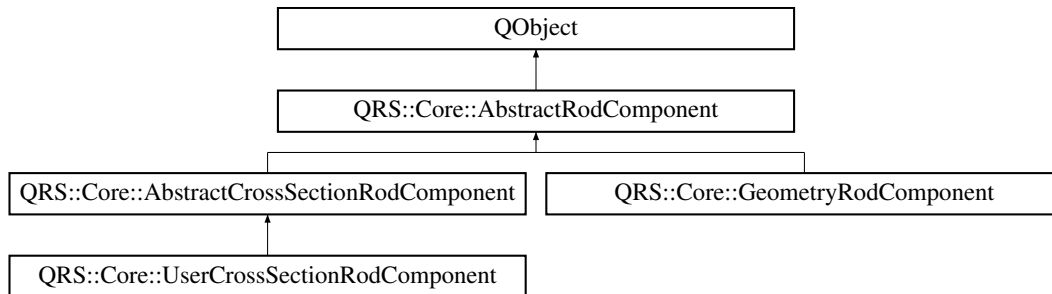 QObject
QRS::Core::AbstractRodComponent
QRS::Core::AbstractCrossSectionRodComponent
QRS::Core::GeometryRodComponent
QRS::Core::UserCrossSectionRodComponent